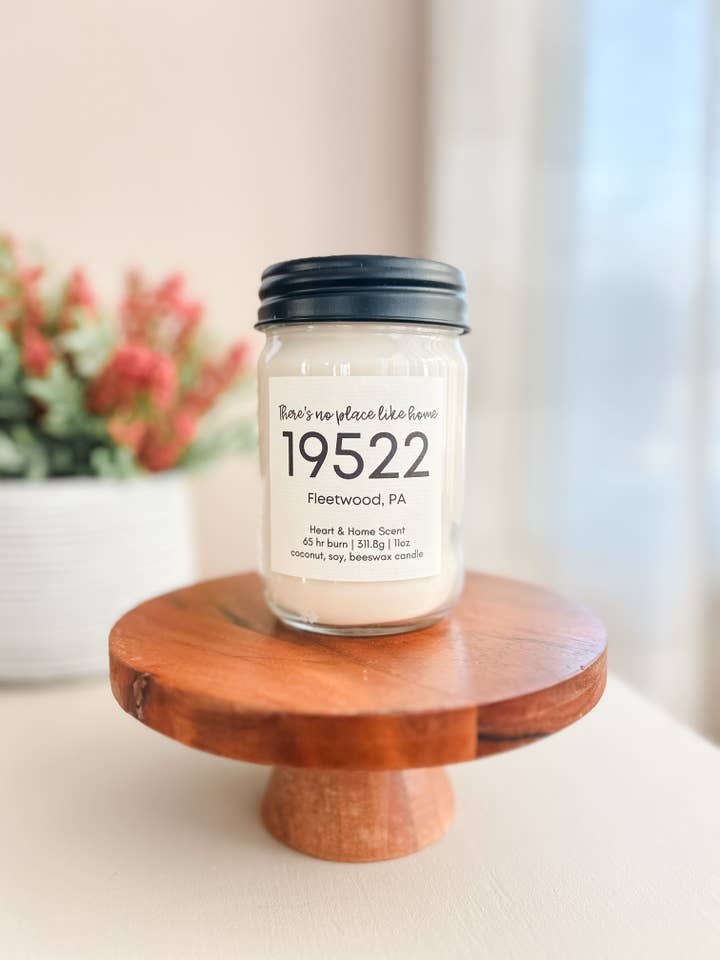 There's no place like home
19522
Fleetwood, PA
Heart & Home Scent
65 hr burn | 311.8g | 11oz
coconut, soy, beeswax candle